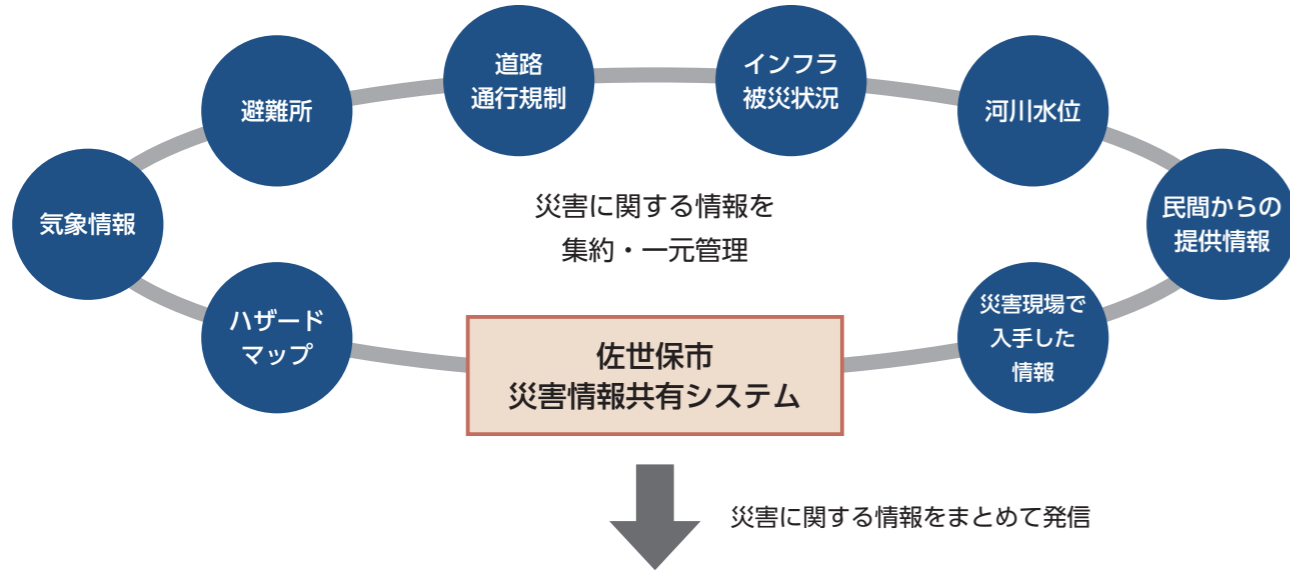 道路
通行規制
インフラ
被災状況
避難所
河川水位
気象情報
民間からの
提供情報
災害に関する情報を
集約・一元管理
ハザード
マップ
災害現場で
入手した
情報
佐世保市
災害情報共有システム
災害に関する情報をまとめて発信